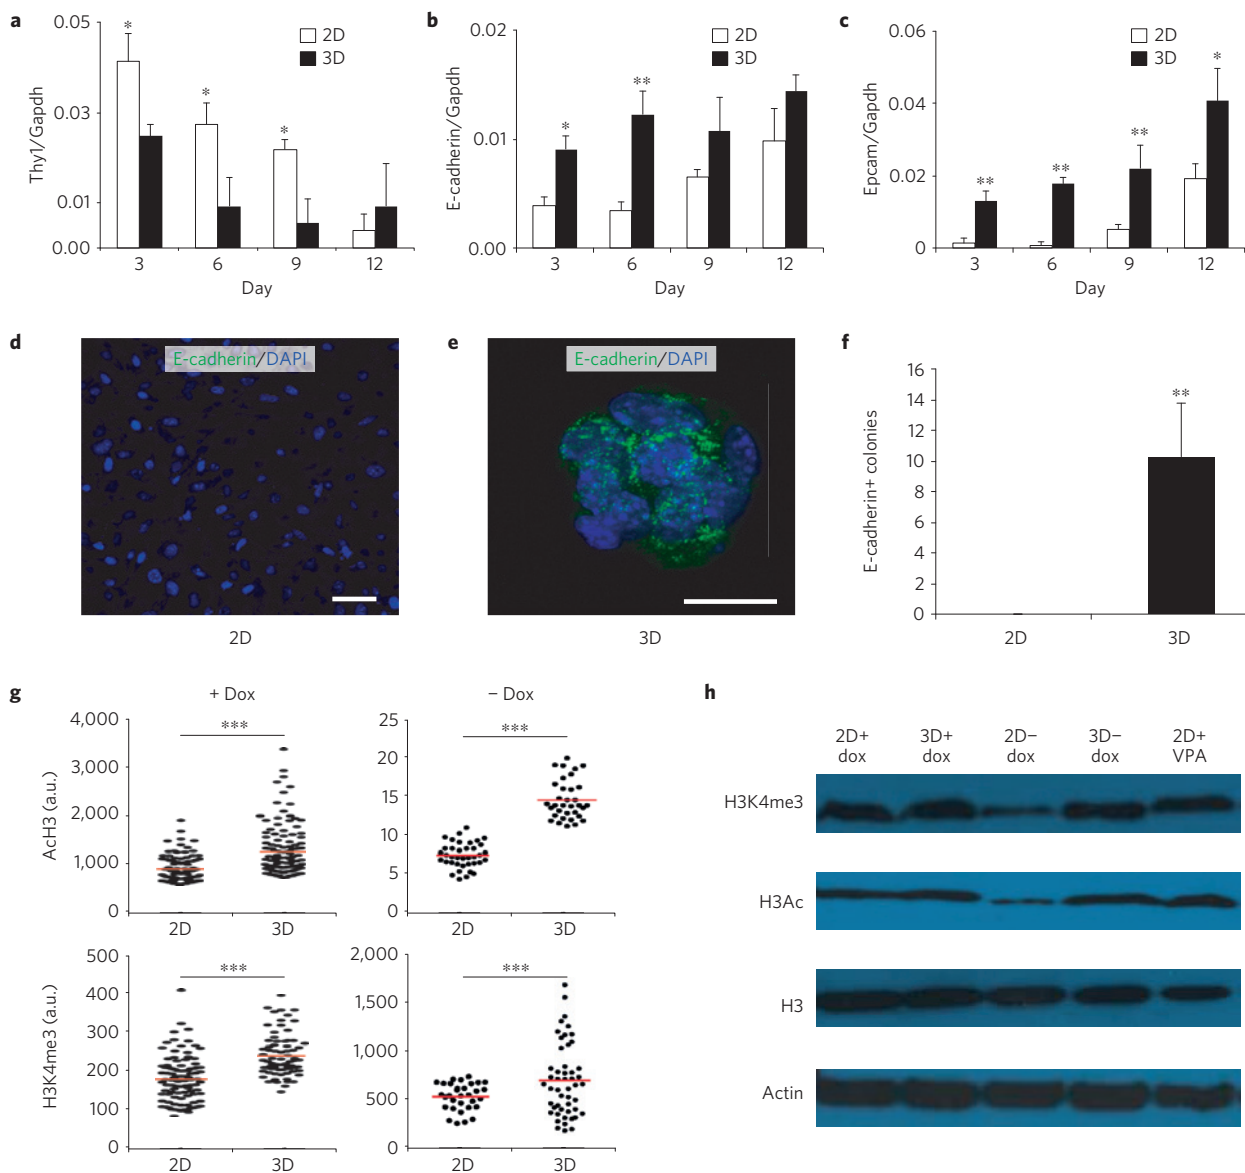 a
0.05
0.03
0.01
0.00
Thy1/Gapdh
*
*
*
2D
3D
3
6
9
12
Day
b
0.02
0.01
0.00
E-cadherin/Gapdh
*
**
2D
3D
3
6
9
12
Day
c
0.06
0.04
0.02
0
Epcam/Gapdh
**
**
**
*
2D
3D
3
6
9
12
Day
d
E-cadherin/DAPI
2D
e
E-cadherin/DAPI
3D
f
16
14
12
10
8
6
4
2
0
E-cadherin+ colonies
**
2D
3D
g
+ Dox
– Dox
4,000
3,000
2,000
1,000
0
AcH3 (a.u.)
***
2D
3D
25
20
15
10
5
0
***
2D
3D
500
400
300
200
100
0
H3K4me3 (a.u.)
***
2D
3D
2,000
1,500
1,000
500
0
***
2D
3D
h
2D+ dox
3D+ dox
2D– dox
3D– dox
2D+ VPA
H3K4me3
H3Ac
H3
Actin